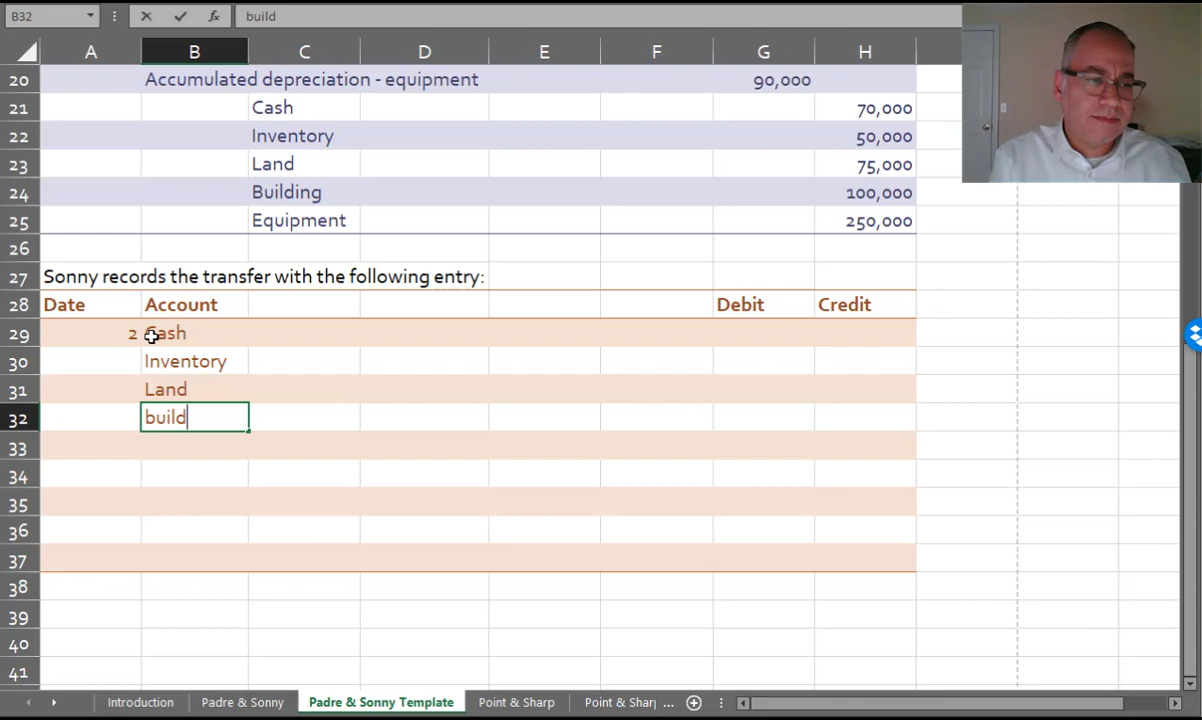 B32 fx build
A B C D E F G H
20 Accumulated depreciation - equipment 90,000
21 Cash 70,000
22 Inventory 50,000
23 Land 75,000
24 Building 100,000
25 Equipment 250,000
26
27 Sonny records the transfer with the following entry:
28 Date Account Debit Credit
29 2 Cash
30 Inventory
31 Land
32 build
33
34
35
36
37
38
39
40
41
Introduction Padre & Sonny Padre & Sonny Template Point & Sharp Point & Sharp ...